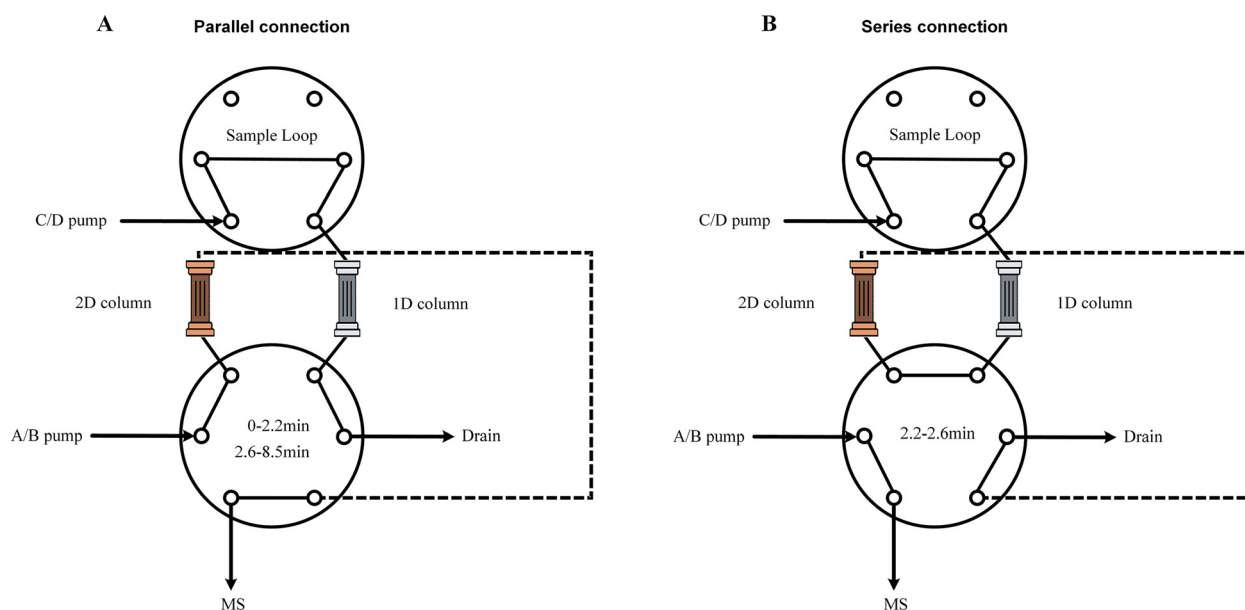 A Parallel connection
Sample Loop
C/D pump
2D column
1D column
0-2.2min
A/B pump
Drain
2.6-8.5min
MS
B Series connection
Sample Loop
C/D pump
2D column
1D column
A/B pump
2.2-2.6min
Drain
MS